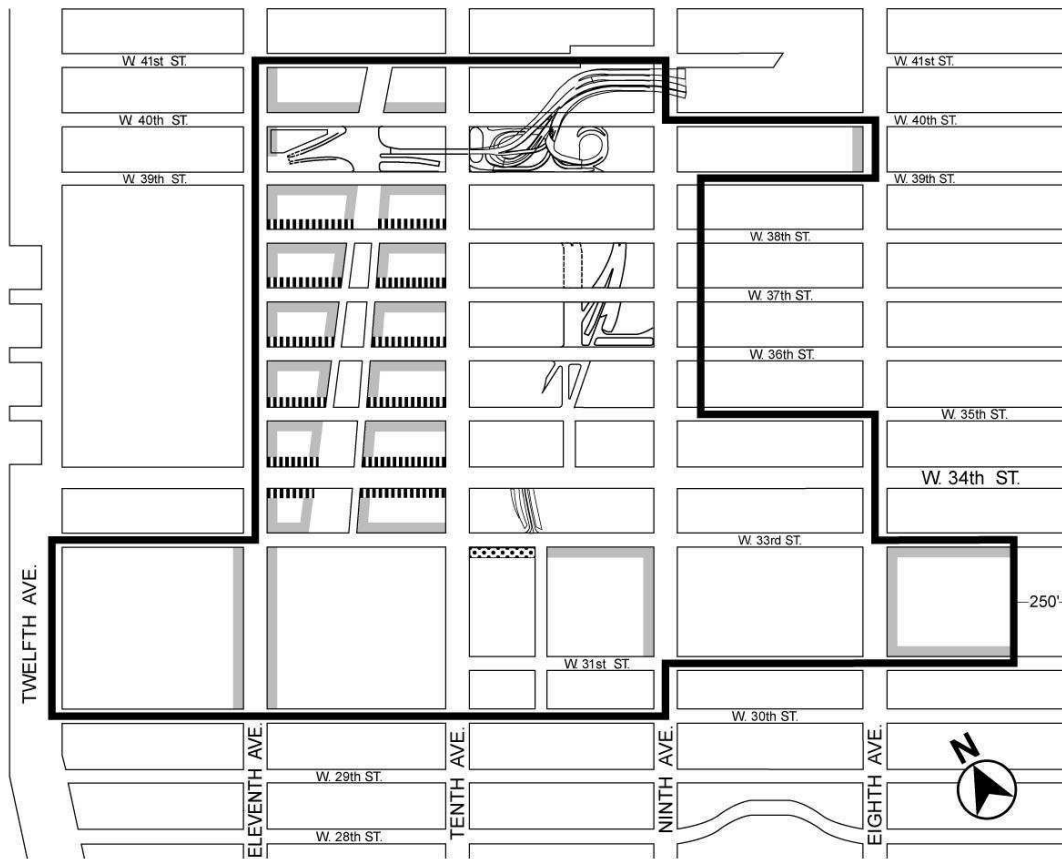 W. 41st ST.
W. 41st ST.
W. 40th ST.
W. 40th ST.
W. 39th ST.
W. 39th ST.
W. 38th ST.
W. 37th ST.
W. 36th ST.
W. 35th ST.
W. 34th ST.
W. 33rd ST.
TWELFTH AVE.
250'
W. 31st ST.
W. 30th ST.
ELEVENTH AVE.
TENTH AVE.
NINTH AVE.
EIGHTH AVE.
N
W. 29th ST.
W. 28th ST.